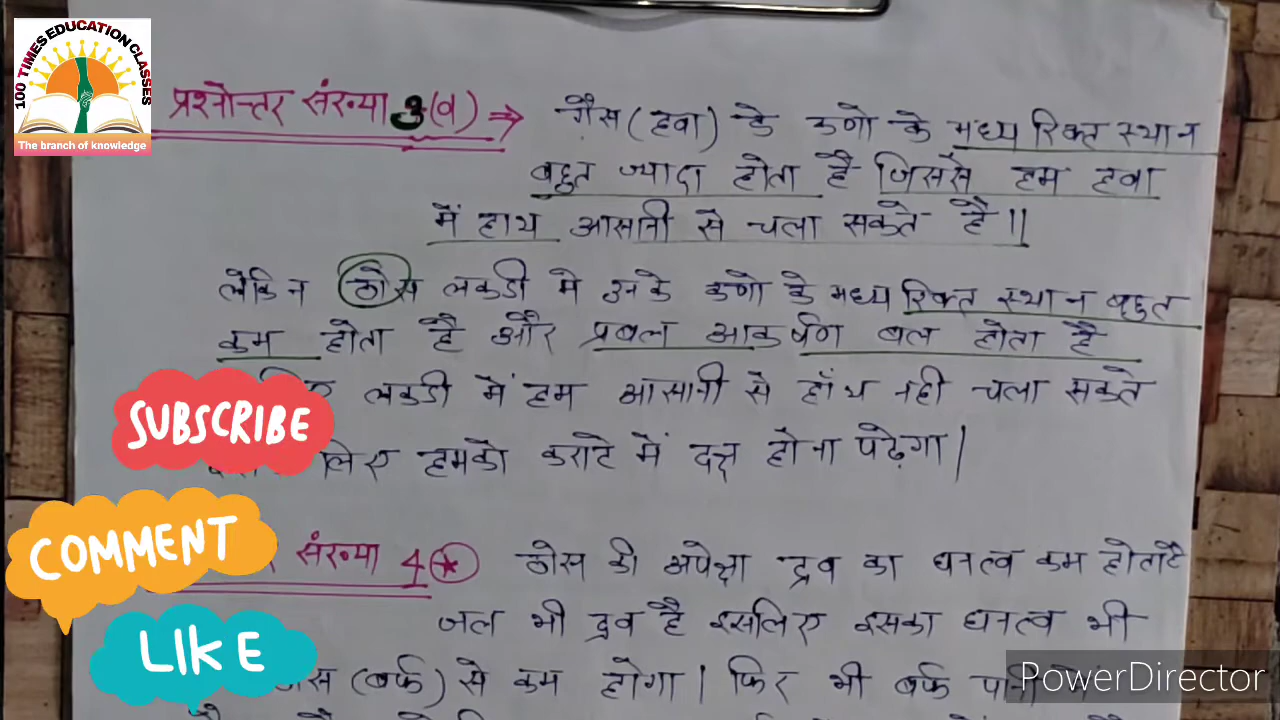 100 TIMES EDUCATION CLASSES
The branch of knowledge
प्रश्नोत्तर संख्या 3(व) ⇒ गैस (हवा) के कणो के मध्य रिक्त स्थान
बहुत ज्यादा होता है जिससे हम हवा
में हाथ आसानी से चला सकते है॥
लेकिन ठोस लकडी मे उनके कणो के मध्य रिक्त स्थान बहुत
कम होता है और प्रबल आकर्षण बल होता है
लकडी में हम आसानी से हॉथ नही चला सकते
लिए हमको कराटे में दक्ष होना पढ़ेगा|
SUBSCRIBE
COMMENT
LIKE
संख्या 4 ठोस की अपेक्षा द्रव का घनत्व कम होता है
जल भी द्रव है इसलिए इसका घनत्व भी
(बर्फ) से कम होगा| फिर भी बर्फ
PowerDirector